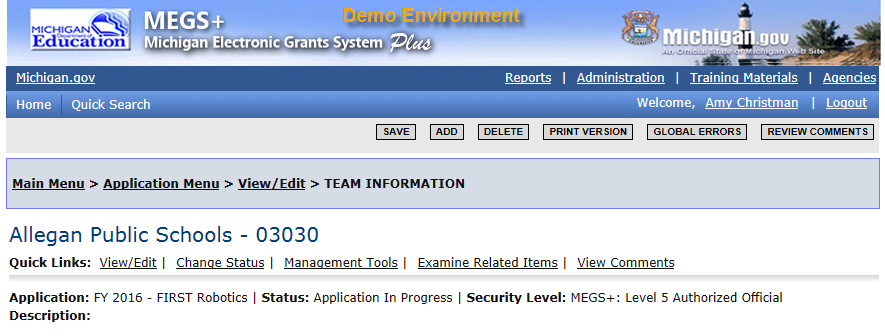 Demo Environment
MICHIGAN
Education
MEGS+
Michigan Electronic Grants System Plus
Michigan.gov
An Official State of Michigan Web Site
Michigan.gov
Reports | Administration | Training Materials | Agencies
Home | Quick Search
Welcome, Amy Christman | Logout
SAVE ADD DELETE PRINT VERSION GLOBAL ERRORS REVIEW COMMENTS
Main Menu > Application Menu > View/Edit > TEAM INFORMATION
Allegan Public Schools - 03030
Quick Links: View/Edit | Change Status | Management Tools | Examine Related Items | View Comments
Application: FY 2016 - FIRST Robotics | Status: Application In Progress | Security Level: MEGS+: Level 5 Authorized Official
Description: